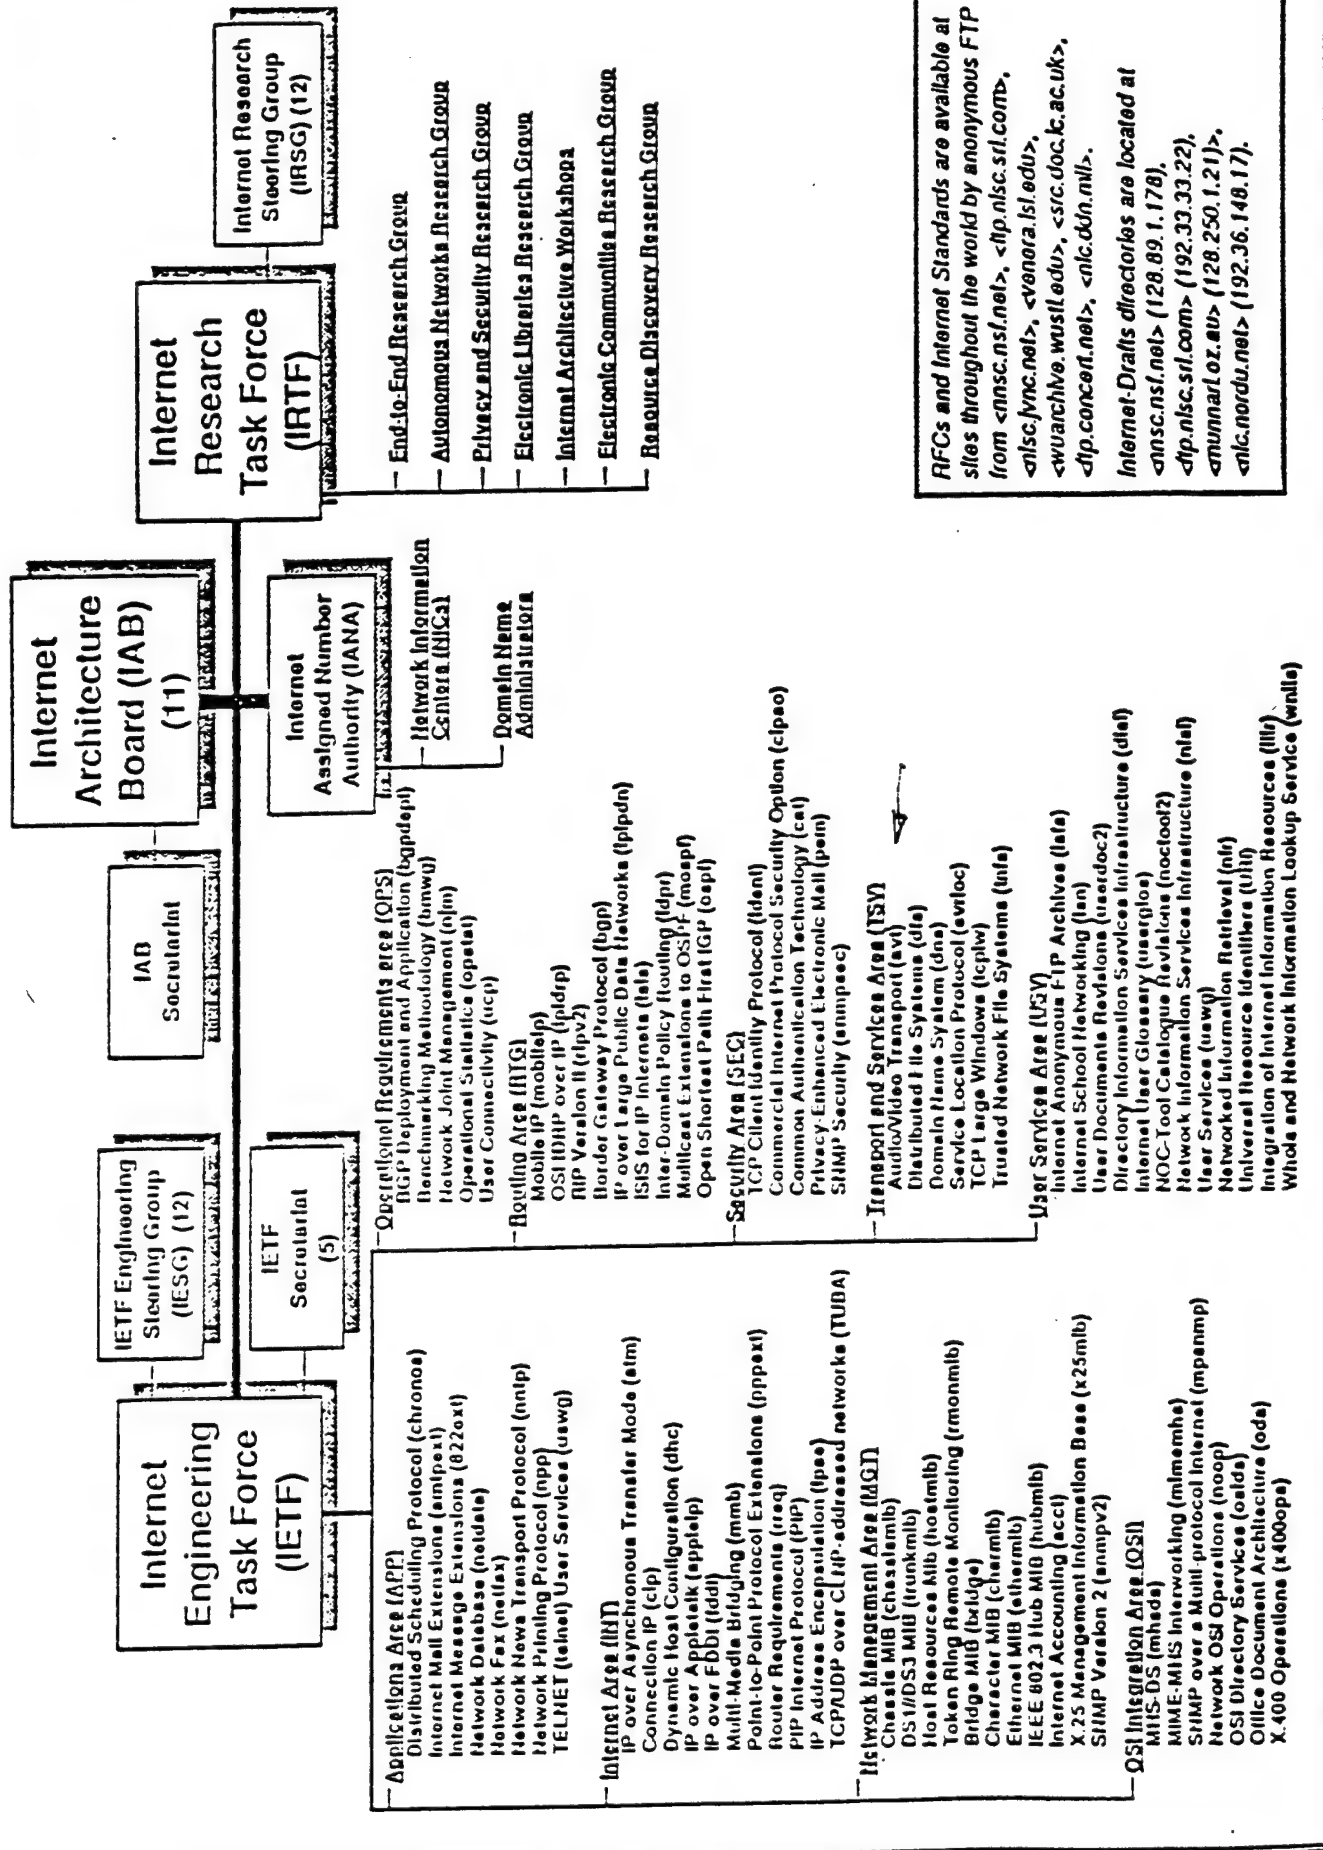 Internet
Architecture
Board (IAB)
(11)
IAB
Secretariat
Internet
Engineering
Task Force
(IETF)
IETF Engineering
Steering Group
(IESG) (12)
IETF
Secretariat
(5)
Internet
Assigned Number
Authority (IANA)
Network Information
Centers (NICs)
Domain Name
Administrators
Internet
Research
Task Force
(IRTF)
Internet Research
Steering Group
(IRSG) (12)
End-to-End Research Group
Autonomous Networks Research Group
Privacy and Security Research Group
Electronic Libraries Research Group
Internet Architecture Workshops
Electronic Communities Research Group
Resource Discovery Research Group
Applications Area (APP)
Distributed Scheduling Protocol (chronos)
Internet Mail Extensions (smtpext)
Internet Message Extensions (822ext)
Network Database (netdata)
Network Fax (netfax)
Network News Transport Protocol (nntp)
Network Printing Protocol (npp)
TELNET (telnet) User Services (uswg)
Internet Area (INT)
IP over Asynchronous Transfer Mode (atm)
Connection IP (cip)
Dynamic Host Configuration (dhc)
IP over Appletalk (appleip)
IP over FDDI (fddi)
Multi-Media Bridging (mmb)
Point-to-Point Protocol Extensions (pppext)
Router Requirements (rreq)
PIP Internet Protocol (PIP)
IP Address Encapsulation (ipae)
TCP/UDP over CLNP-addressed networks (TUBA)
Network Management Area (MGT)
Chassis MIB (chassismib)
DS1/DS3 MIB (trunkmib)
Host Resources MIB (hostmib)
Token Ring Remote Monitoring (rmonmib)
Bridge MIB (bridge)
Character MIB (charmib)
Ethernet MIB (ethermib)
IEEE 802.3 Hub MIB (hubmib)
Internet Accounting (acct)
X.25 Management Information Base (x25mib)
SNMP Version 2 (snmpv2)
OSI Integration Area (OSI)
MHS-DS (mhsds)
MIME-MHS Interworking (mimemhs)
SNMP over a Multi-protocol Internet (mpsnmp)
Network OSI Operations (noop)
OSI Directory Services (osids)
Office Document Architecture (oda)
X.400 Operations (x400ops)
Operational Requirements area (OPS)
BGP Deployment and Application (bgpdepl)
Benchmarking Methodology (bmwg)
Network Joint Management (njm)
Operational Statistics (opstat)
User Connectivity (ucp)
Routing Area (RTG)
Mobile IP (mobileip)
OSI IDRP over IP (ipidrp)
RIP Version II (ripv2)
Border Gateway Protocol (bgp)
IP over Large Public Data Networks (iplpdn)
ISIS for IP Internets (isis)
Inter-Domain Policy Routing (idpr)
Multicast Extensions to OSPF (mospf)
Open Shortest Path First IGP (ospf)
Security Area (SEC)
TCP Client Identity Protocol (ident)
Commercial Internet Protocol Security Option (cipso)
Common Authentication Technology (cat)
Privacy-Enhanced Electronic Mail (pem)
SNMP Security (snmpsec)
Transport and Services Area (TSV)
Audio/Video Transport (avt)
Distributed File Systems (dfs)
Domain Name System (dns)
Service Location Protocol (svrloc)
TCP Large Windows (tcplw)
Trusted Network File Systems (tnfs)
User Services Area (USV)
Internet Anonymous FTP Archives (iafa)
Internet School Networking (isn)
User Documents Revisions (userdoc2)
Directory Information Services Infrastructure (disi)
Internet User Glossary (userglos)
NOC-Tool Catalogue Revisions (noctool2)
Network Information Services Infrastructure (nisi)
User Services (uswg)
Networked Information Retrieval (nir)
Universal Resource Identifiers (URI)
Integration of Internet Information Resources (iiir)
Whois and Network Information Lookup Service (wnils)
RFCs and Internet Standards are available at
sites throughout the world by anonymous FTP
from <nnsc.nsf.net>, <ftp.nisc.sri.com>,
<nisc.jvnc.net>, <venera.isi.edu>,
<wuarchive.wustl.edu>, <src.doc.ic.ac.uk>,
<ftp.concert.net>, <nic.ddn.mil>.
Internet-Drafts directories are located at
<nnsc.nsf.net> (128.89.1.178),
<ftp.nisc.sri.com> (192.33.33.22),
<munnari.oz.au> (128.250.1.21)>,
<nic.nordu.net> (192.36.148.17).